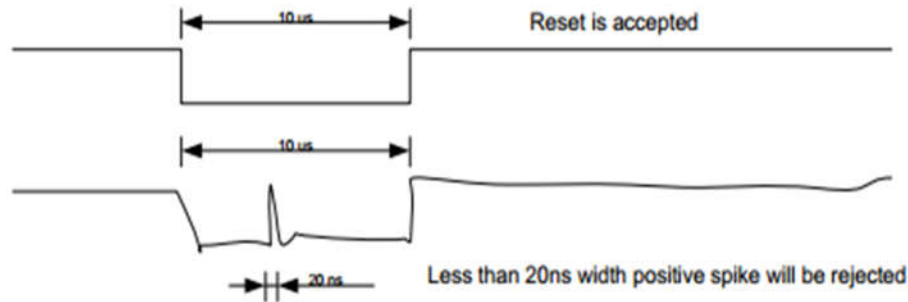 10 us
Reset is accepted
10 us
20 ns
Less than 20ns width positive spike will be rejected